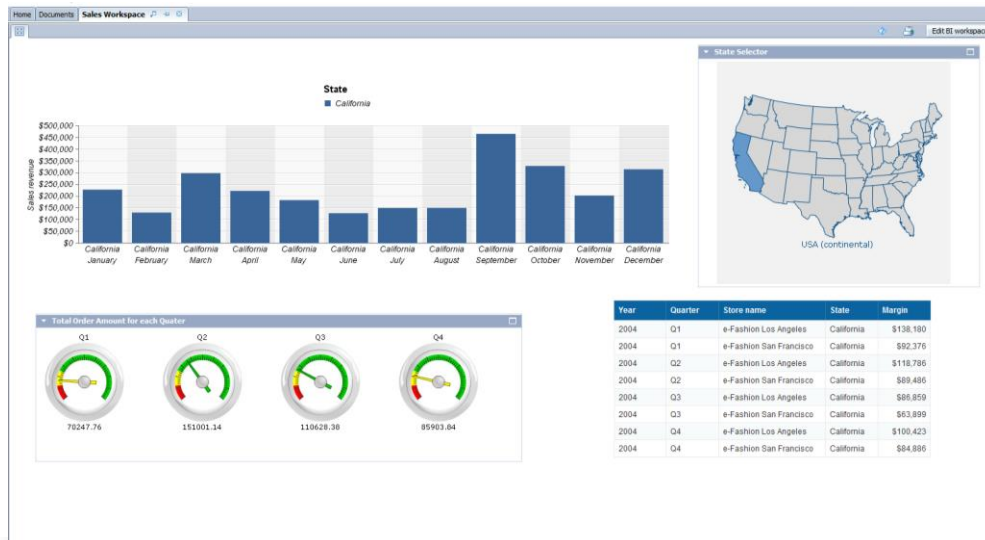 Home Documents Sales Workspace
Edit BI workspac
State Selector
State
California
$500,000
$450,000
$400,000
$350,000
$300,000
$250,000
$200,000
$150,000
$100,000
$50,000
$0
Sales revenue
California California California California California California California California California California California California
January February March April May June July August September October November December
USA (continental)
Total Order Amount for each Quater
Q1 Q2 Q3 Q4
70247.76 151001.14 110628.30 85903.84
Year Quarter Store name State Margin
2004 Q1 e-Fashion Los Angeles California $138,180
2004 Q1 e-Fashion San Francisco California $92,376
2004 Q2 e-Fashion Los Angeles California $118,786
2004 Q2 e-Fashion San Francisco California $89,486
2004 Q3 e-Fashion Los Angeles California $86,859
2004 Q3 e-Fashion San Francisco California $63,899
2004 Q4 e-Fashion Los Angeles California $100,423
2004 Q4 e-Fashion San Francisco California $84,886